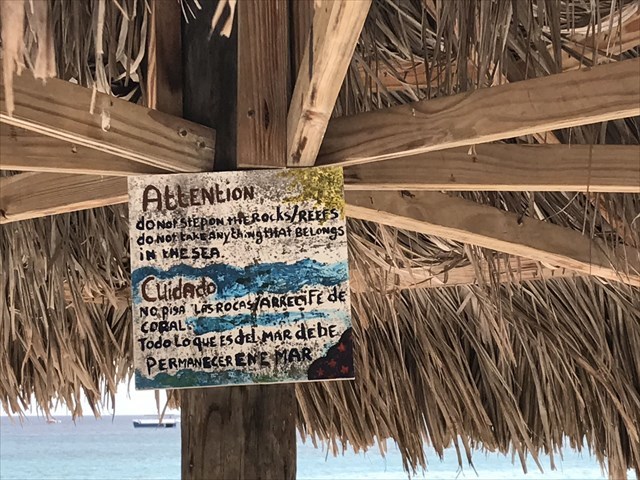 Attention
do not step on the Rocks/Reefs
do not take anything that Belongs
in the sea.
Cuidado
No pisa las rocas/arrecife de
coral.
Todo lo que es del mar debe
permanecer en e mar